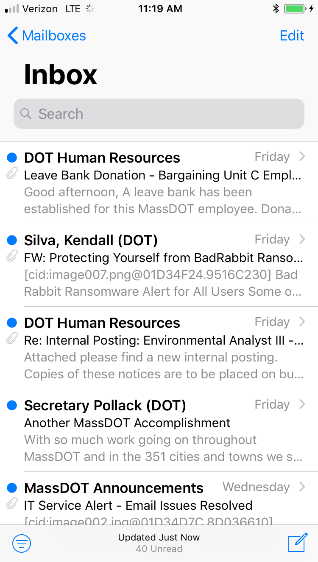 Verizon LTE 11:19 AM
Mailboxes Edit
Inbox
Search
DOT Human Resources Friday
Leave Bank Donation - Bargaining Unit C Empl...
Good afternoon, A leave bank has been
established for this MassDOT employee. Dona...
Silva, Kendall (DOT) Friday
FW: Protecting Yourself from BadRabbit Ranso...
[cid:image007.png@01D34F24.9516C230] Bad
Rabbit Ransomware Alert for All Users Some o...
DOT Human Resources Friday
Re: Internal Posting: Environmental Analyst III -...
Attached please find a new internal posting.
Copies of these notices are to be placed on bu...
Secretary Pollack (DOT) Friday
Another MassDOT Accomplishment
With so much work going on throughout
MassDOT and in the 351 cities and towns we s...
MassDOT Announcements Wednesday
IT Service Alert - Email Issues Resolved
[cid:image002.png@01D34D7C.8D036610]
Updated Just Now
40 Unread